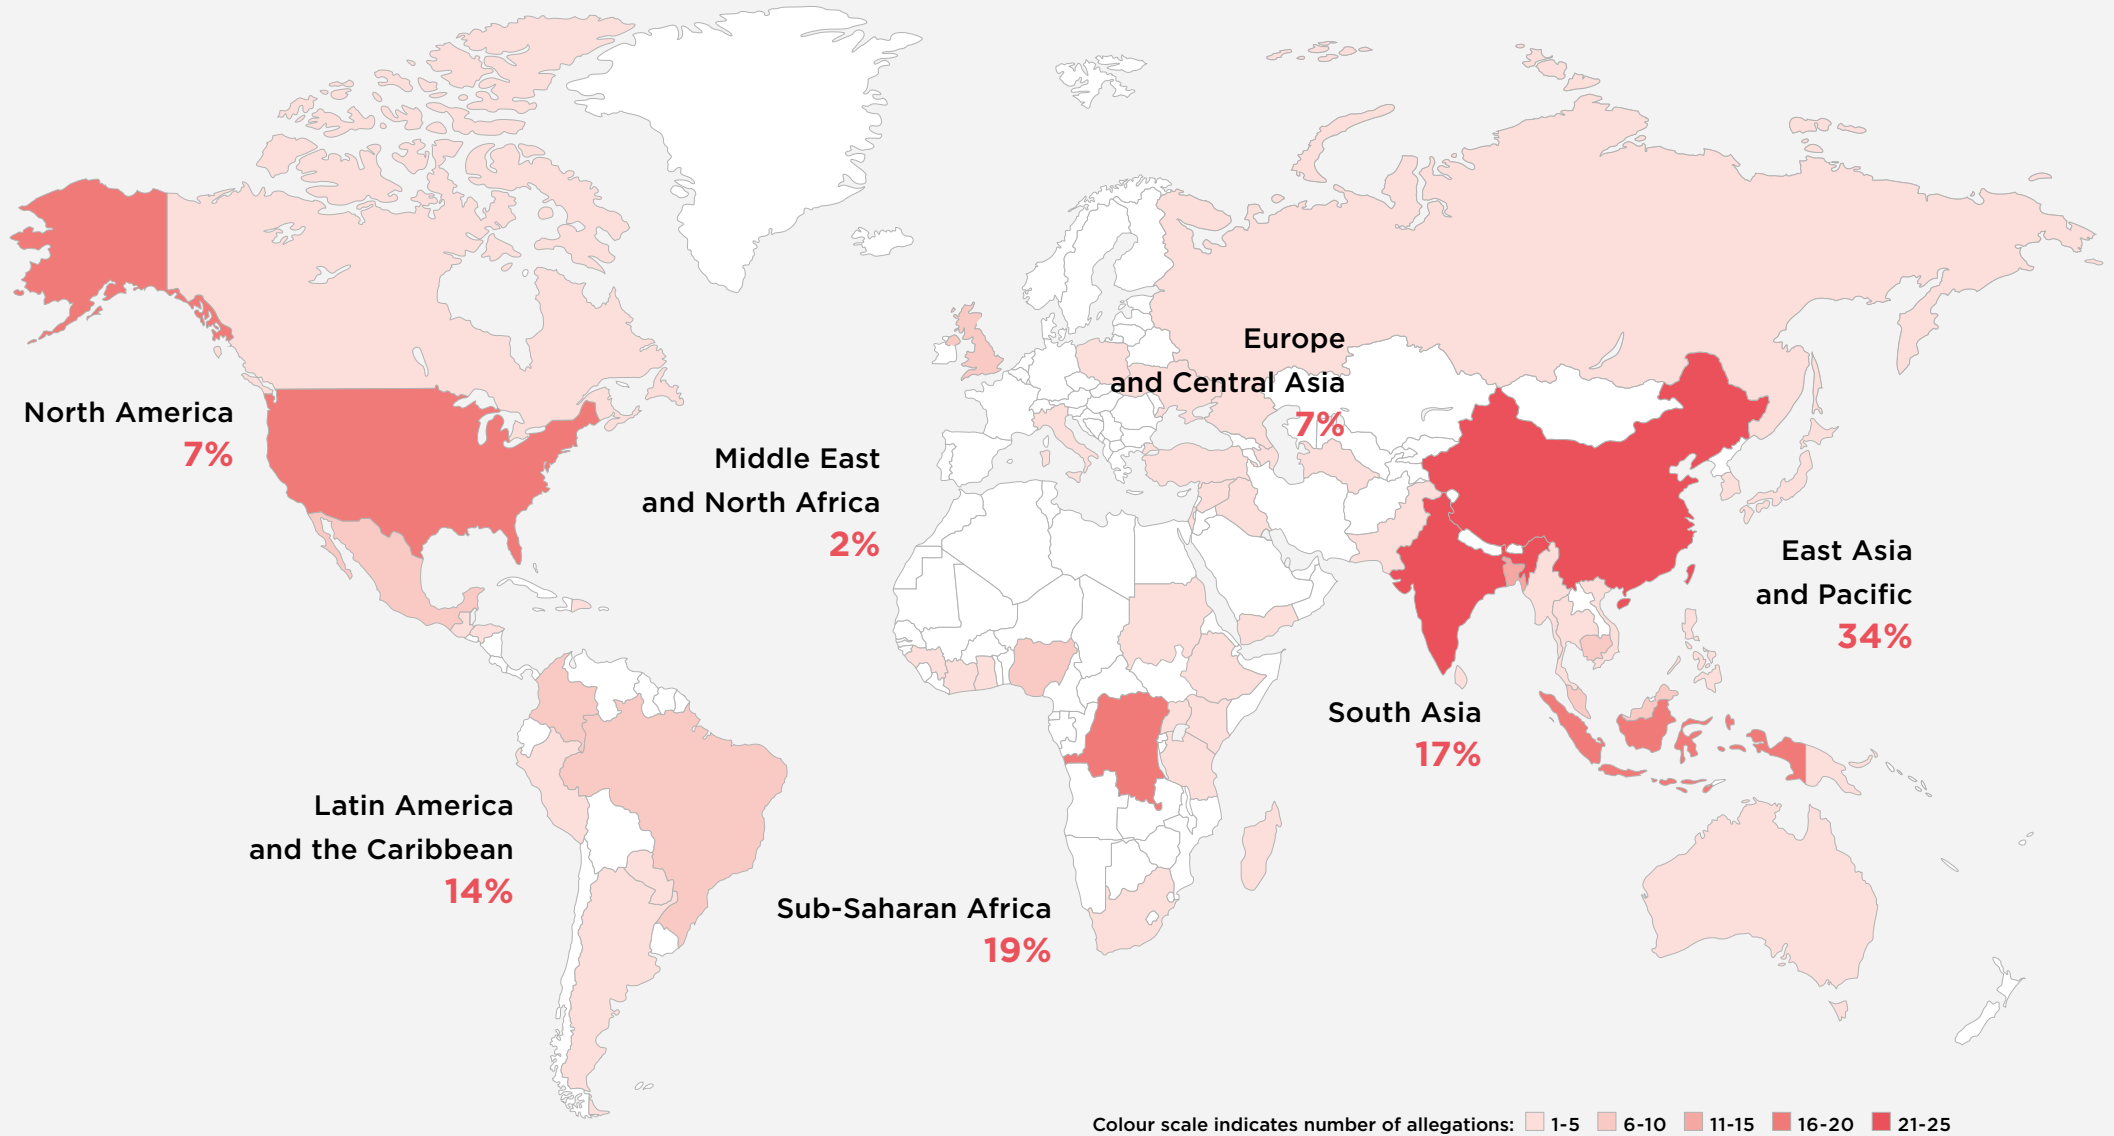 Europe
and Central Asia
7%
North America
7%
Middle East
and North Africa
2%
East Asia
and Pacific
34%
South Asia
17%
Latin America
and the Caribbean
14%
Sub-Saharan Africa
19%
Colour scale indicates number of allegations: 1-5 6-10 11-15 16-20 21-25